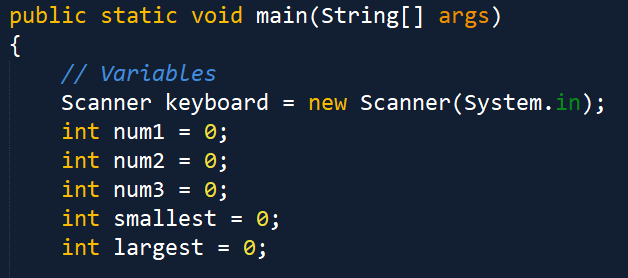 public static void main(String[] args)
{
// Variables
Scanner keyboard = new Scanner(System.in);
int num1 = 0;
int num2 = 0;
int num3 = 0;
int smallest = 0;
int largest = 0;